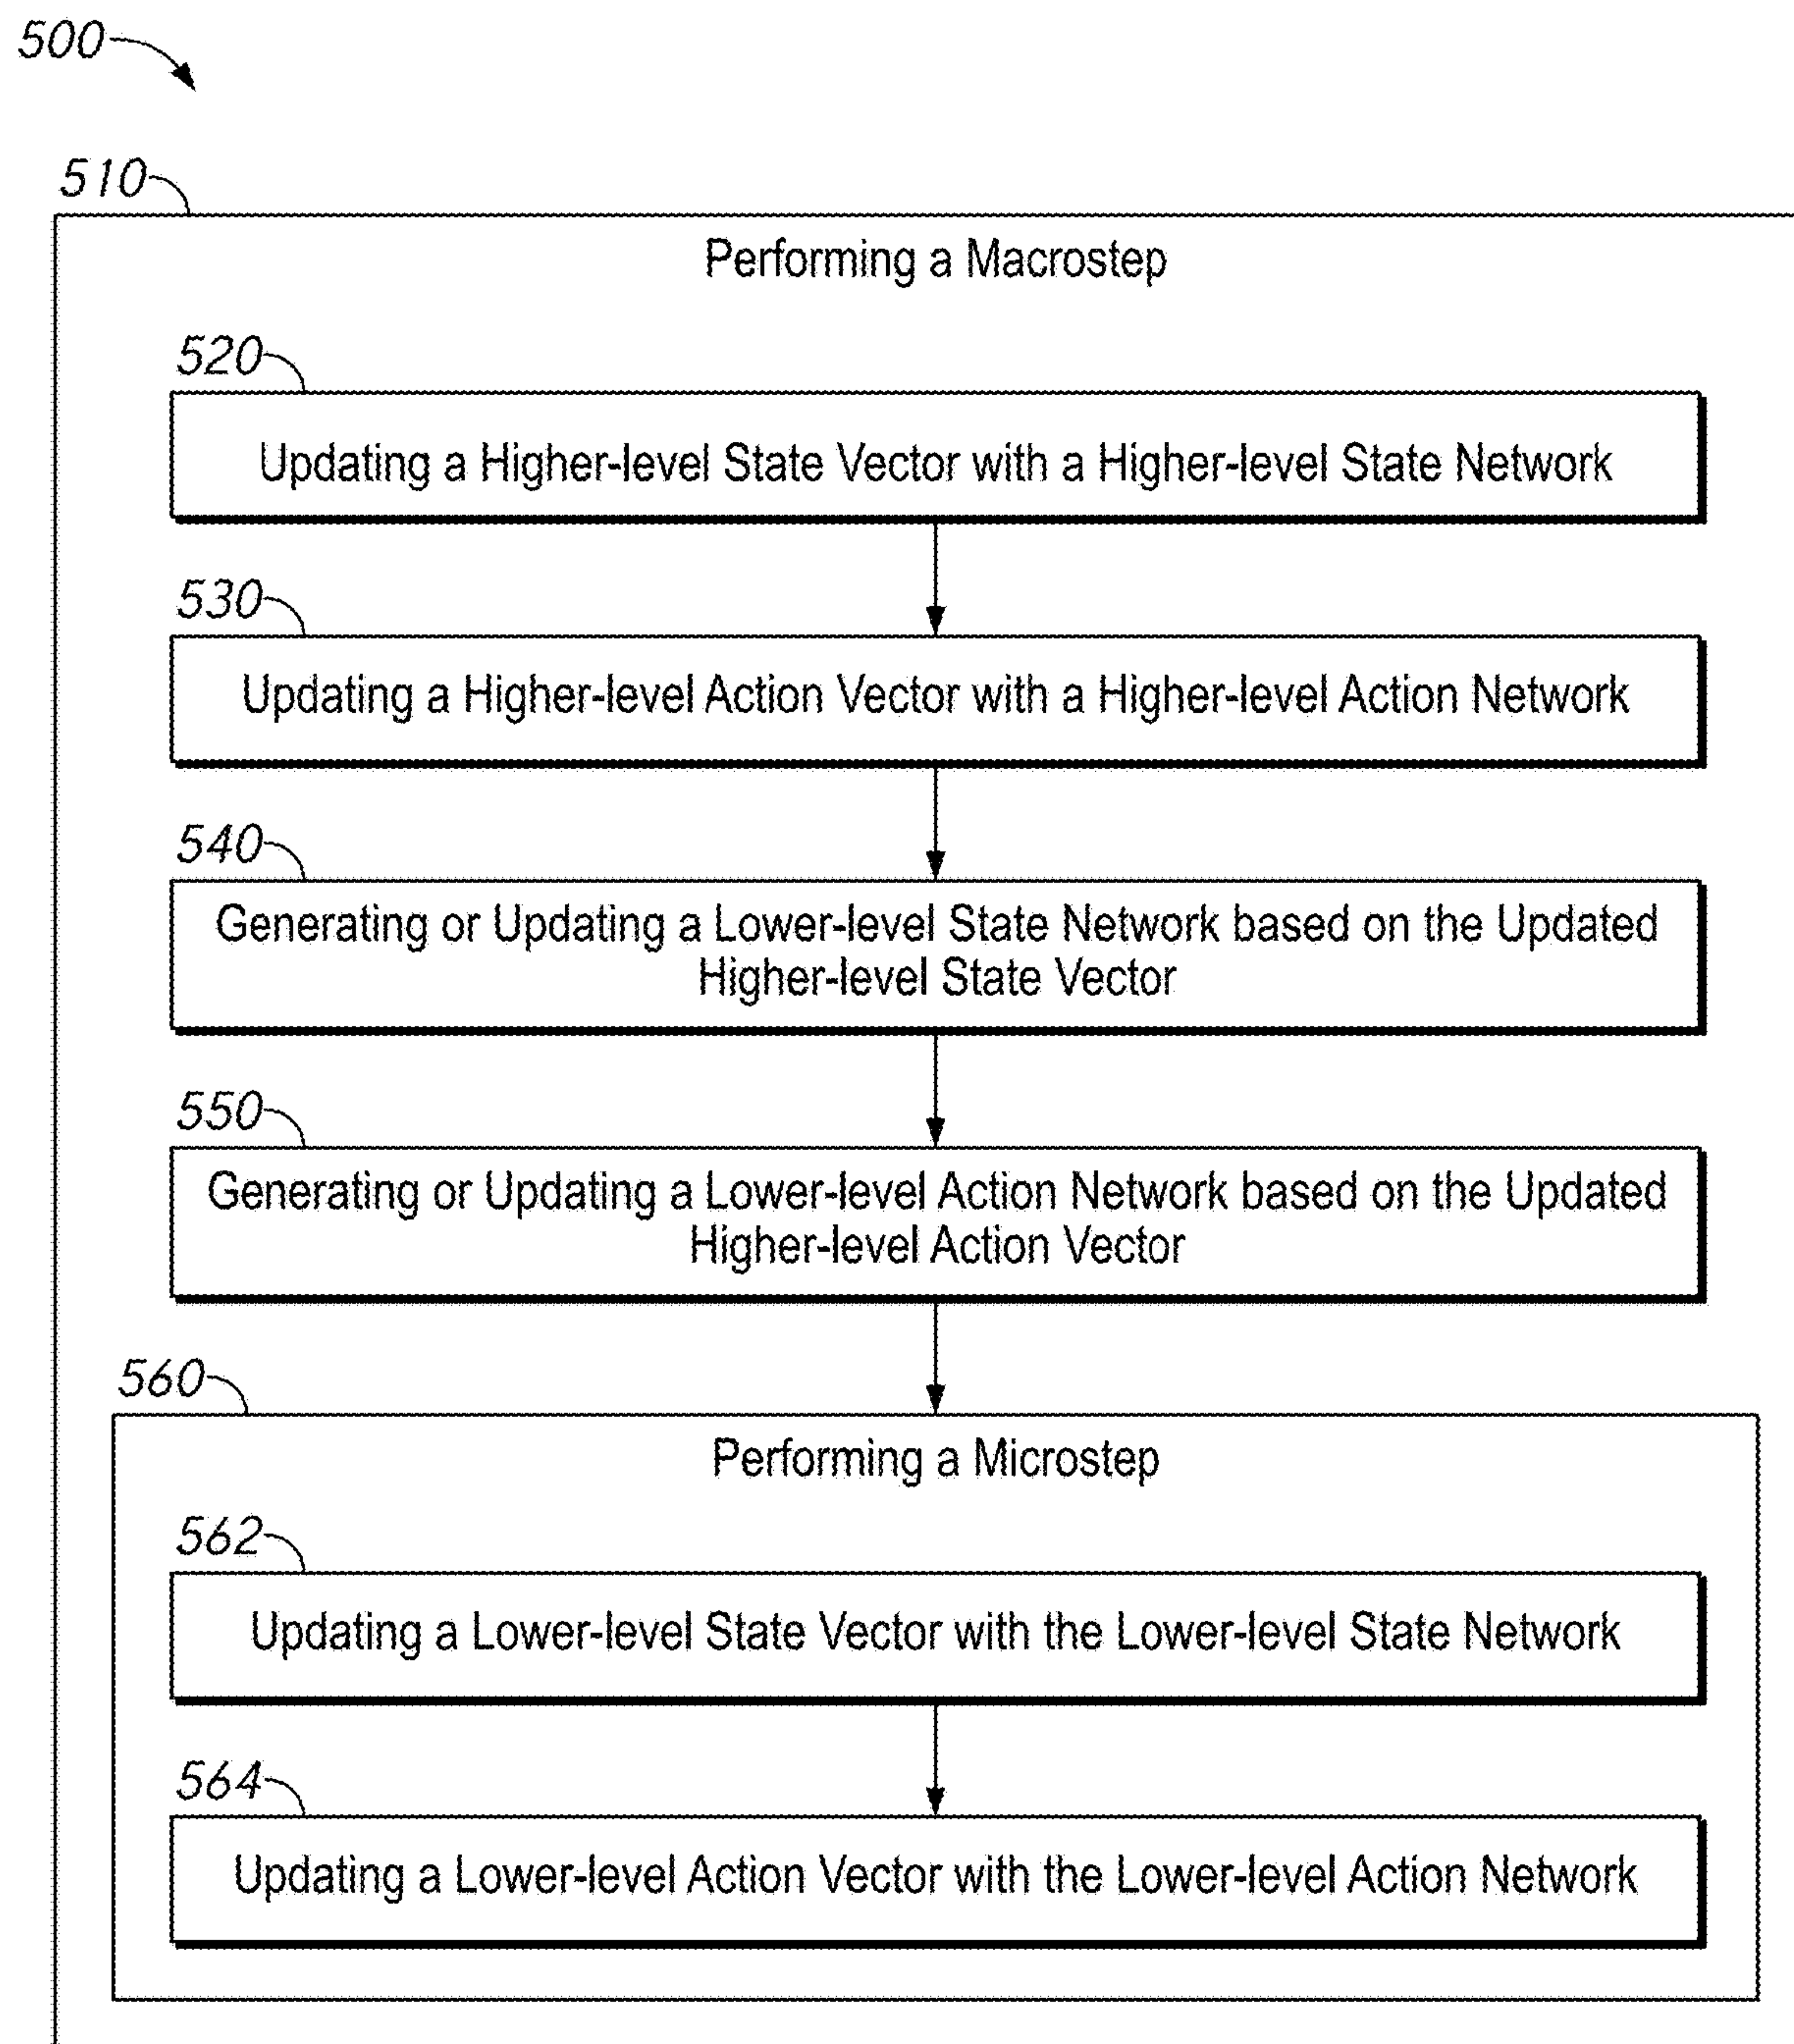 500
510
Performing a Macrostep
520
Updating a Higher-level State Vector with a Higher-level State Network
530
Updating a Higher-level Action Vector with a Higher-level Action Network
540
Generating or Updating a Lower-level State Network based on the Updated
Higher-level State Vector
550
Generating or Updating a Lower-level Action Network based on the Updated
Higher-level Action Vector
560
Performing a Microstep
562
Updating a Lower-level State Vector with the Lower-level State Network
564
Updating a Lower-level Action Vector with the Lower-level Action Network